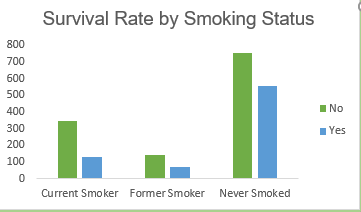 Survival Rate by Smoking Status
800
700
600
500
400
300
200
100
0
No
Yes
Current Smoker Former Smoker Never Smoked